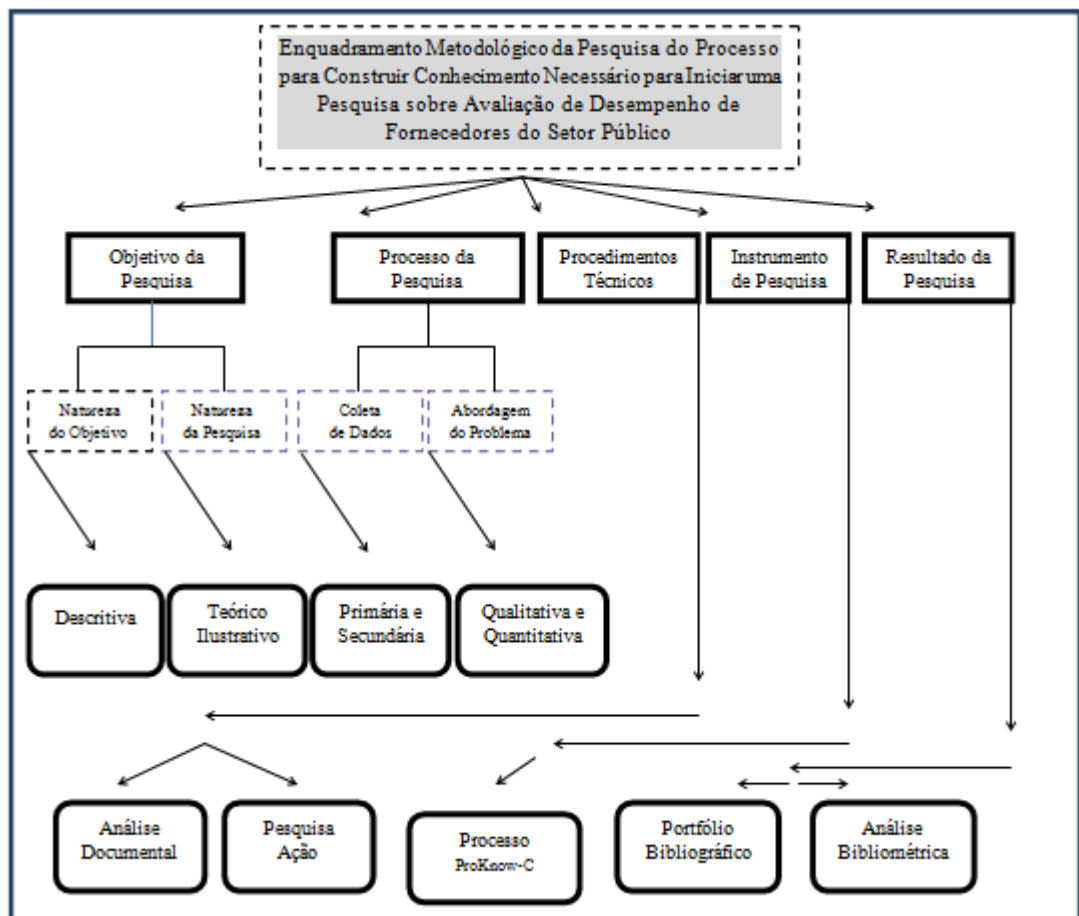 Enquadramento Metodológico da Pesquisa do Processo
para Construir Conhecimento Necessário para Iniciar uma
Pesquisa sobre Avaliação de Desempenho de
Fornecedores do Setor Público
Objetivo da
Pesquisa
Processo da
Pesquisa
Procedimentos
Técnicos
Instrumento
de Pesquisa
Resultado da
Pesquisa
Natureza
do Objetivo
Natureza
da Pesquisa
Coleta
de Dados
Abordagem
do Problema
Descritiva
Teórico
Ilustrativo
Primária e
Secundária
Qualitativa e
Quantitativa
Análise
Documental
Pesquisa
Ação
Processo
ProKnow-C
Portfólio
Bibliográfico
Análise
Bibliométrica